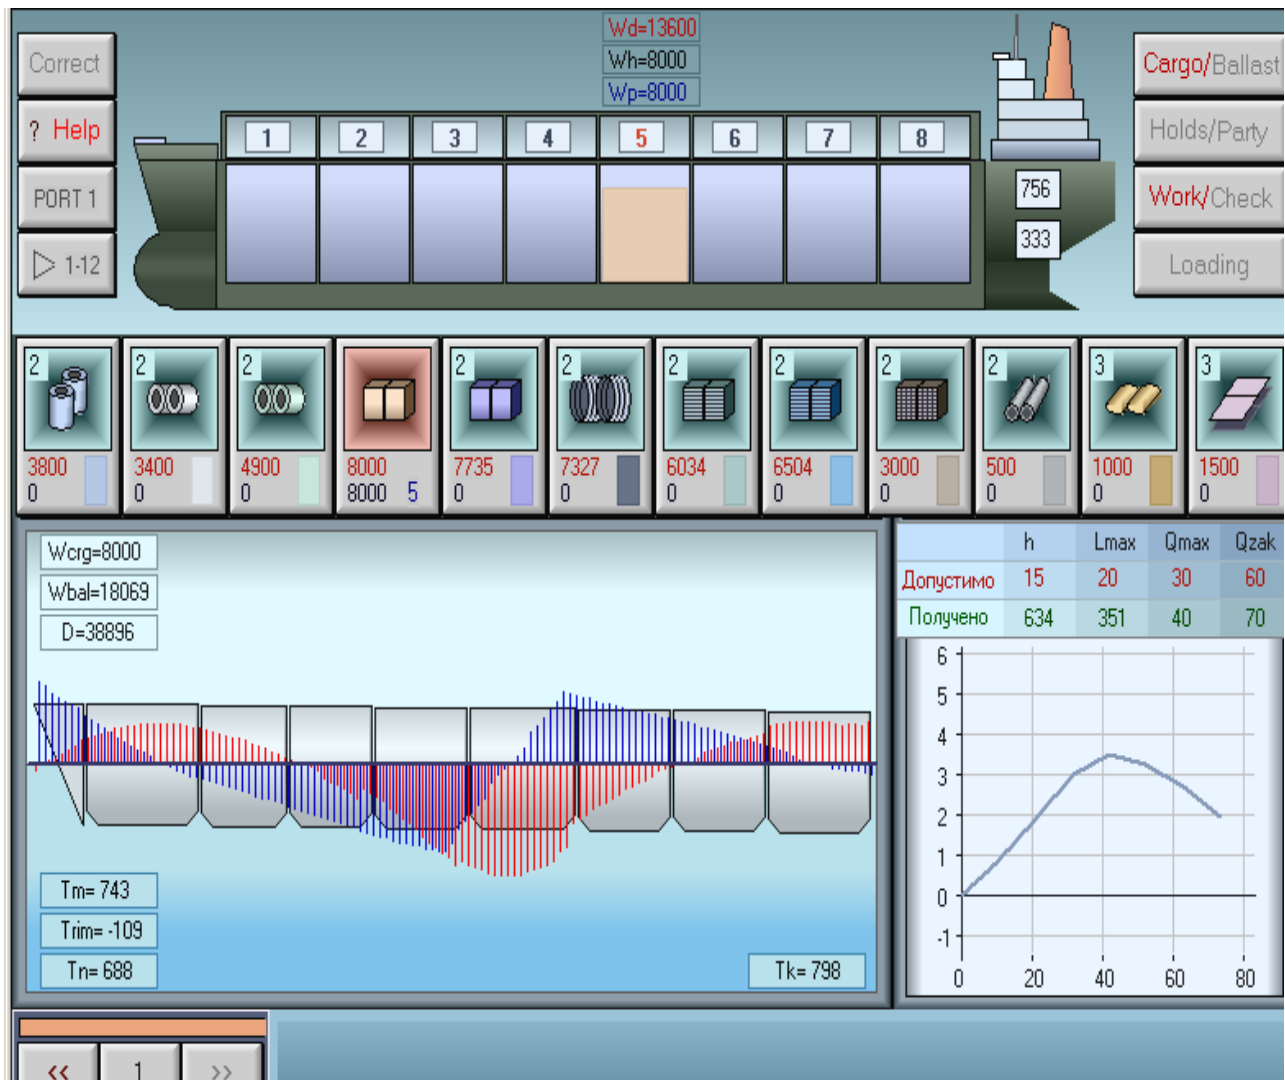 Wd=13600
Wh=8000
Wp=8000
Correct
? Help
PORT 1
1-12
1 2 3 4 5 6 7 8
756
333
Cargo/Ballast
Holds/Party
Work/Check
Loading
2 2 2 2 2 2 2 2 2 2 3 3
3800 3400 4900 8000 7735 7327 6034 6504 3000 500 1000 1500
0 0 0 8000 5 0 0 0 0 0 0 0 0
Wcrg=8000
Wbal=18069
D=38896
Tm= 743
Trim= -109
Tn= 688
Tk= 798
h Lmax Qmax Qzak
Допустимо 15 20 30 60
Получено 634 351 40 70
6
5
4
3
2
1
0
-1
0 20 40 60 80
<< 1 >>